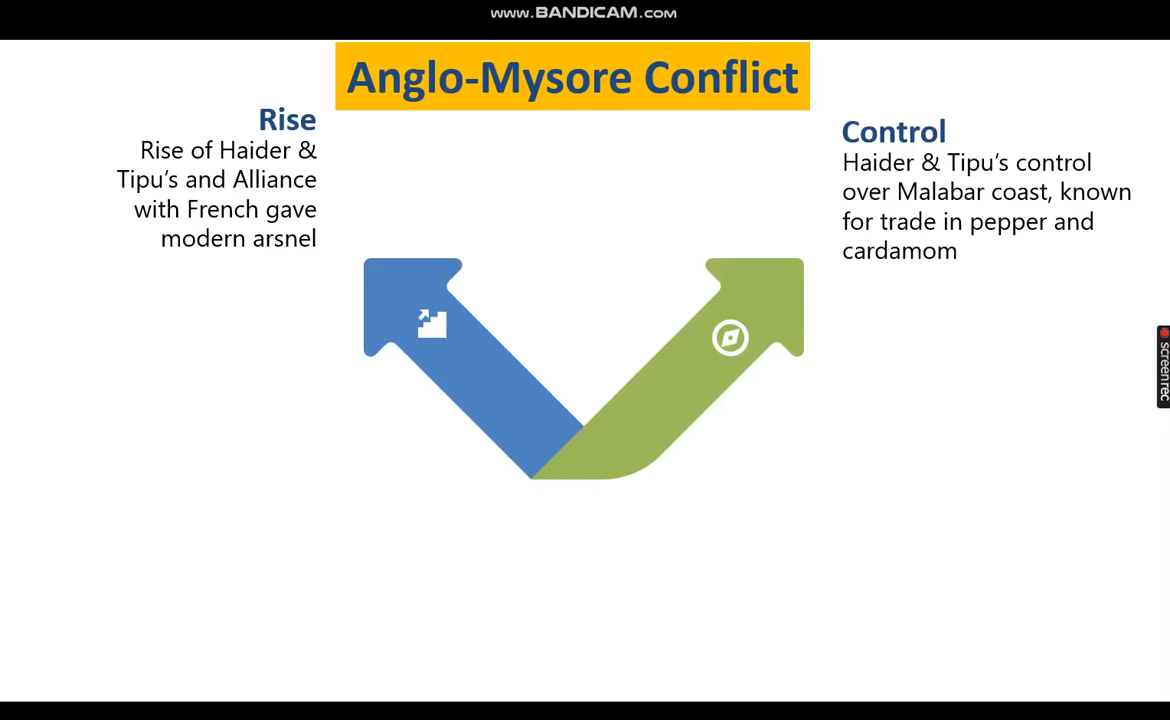 www.BANDICAM.com
Anglo-Mysore Conflict
Rise
Rise of Haider &
Tipu's and Alliance
with French gave
modern arsnel
Control
Haider & Tipu's control
over Malabar coast, known
for trade in pepper and
cardamom
screenrec